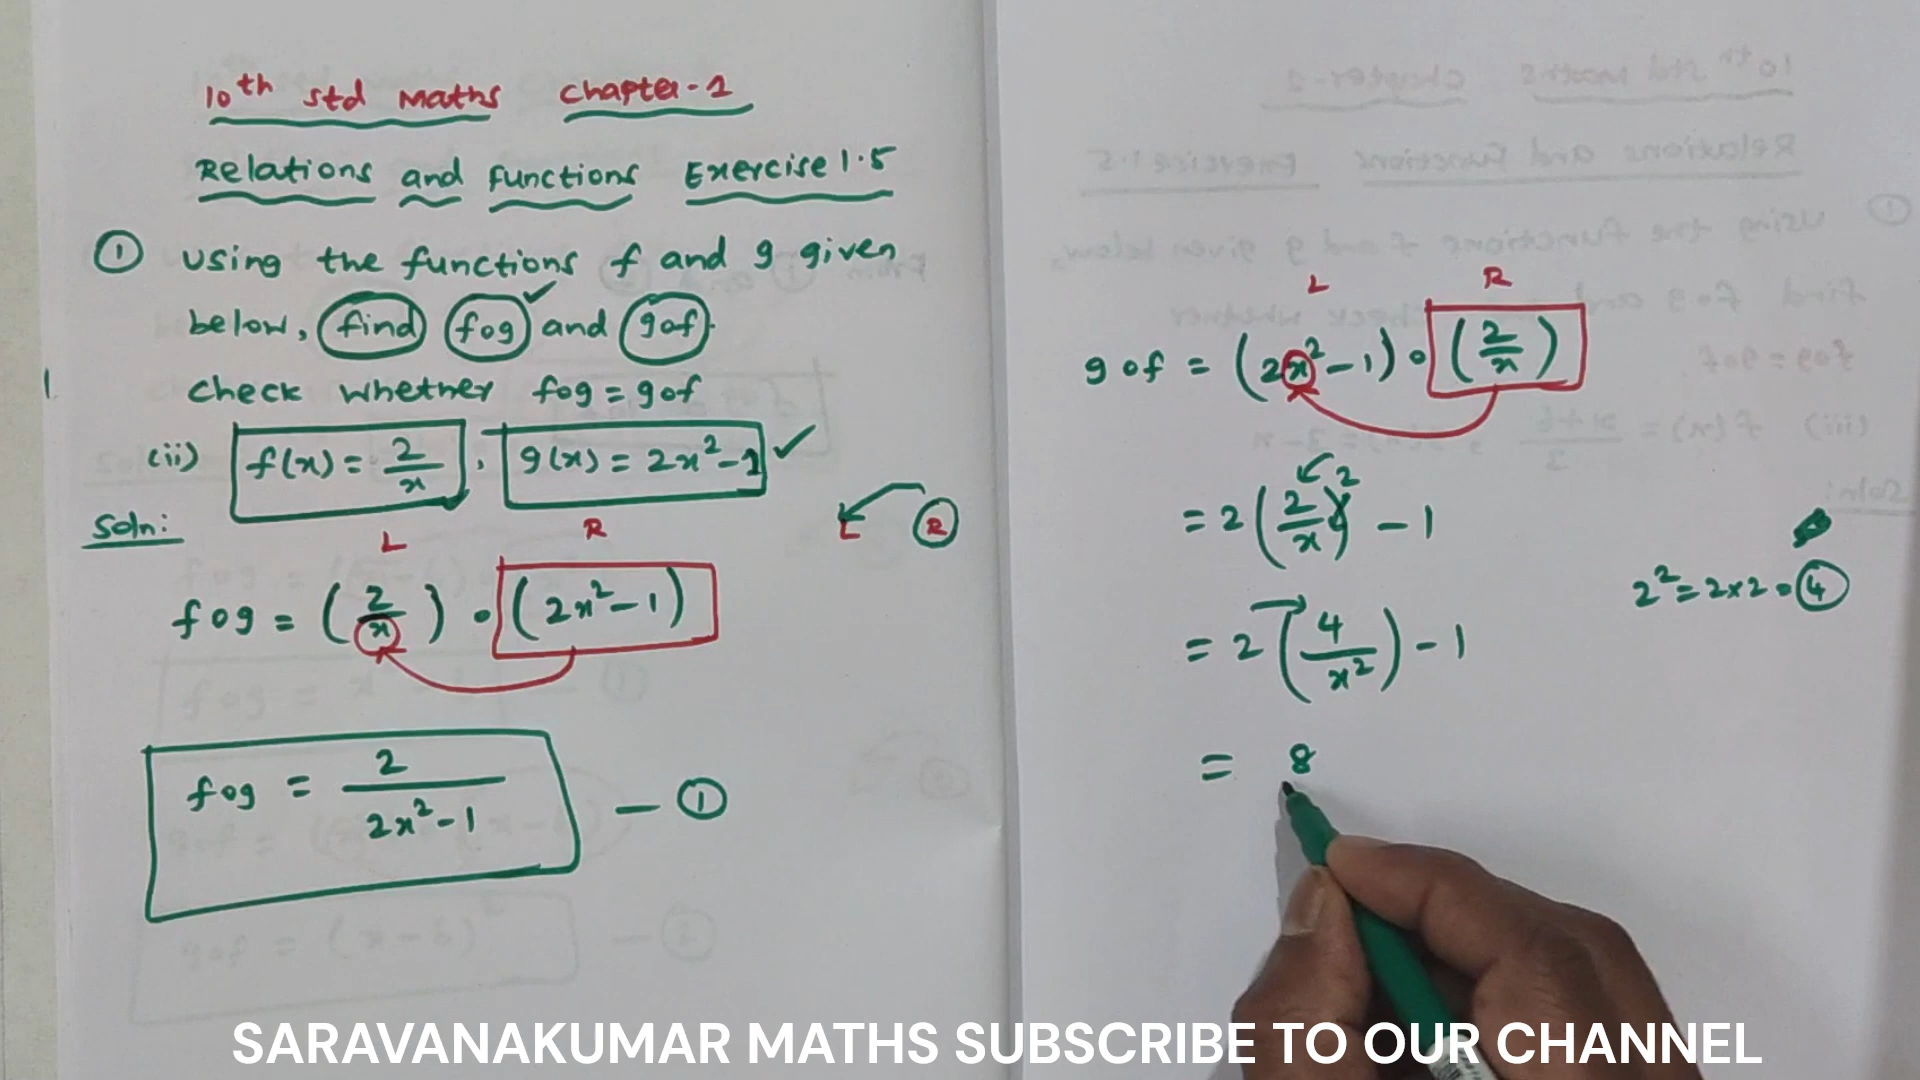 10th std Maths Chapter-1
Relations and functions Exercise 1.5
① Using the functions f and g given
below, find fog and gof.
Check whether fog = gof
(ii) f(x) = 2/x , g(x) = 2x²-1 ✓
Soln:
L R
L R
fog = (2/x) ∘ (2x²-1)
fog = 2/(2x²-1) — ①
L R
gof = (2x²-1) ∘ (2/x)
= 2(2/x)² - 1
2² = 2×2 = 4
= 2(4/x²) - 1
= 8
SARAVANAKUMAR MATHS SUBSCRIBE TO OUR CHANNEL